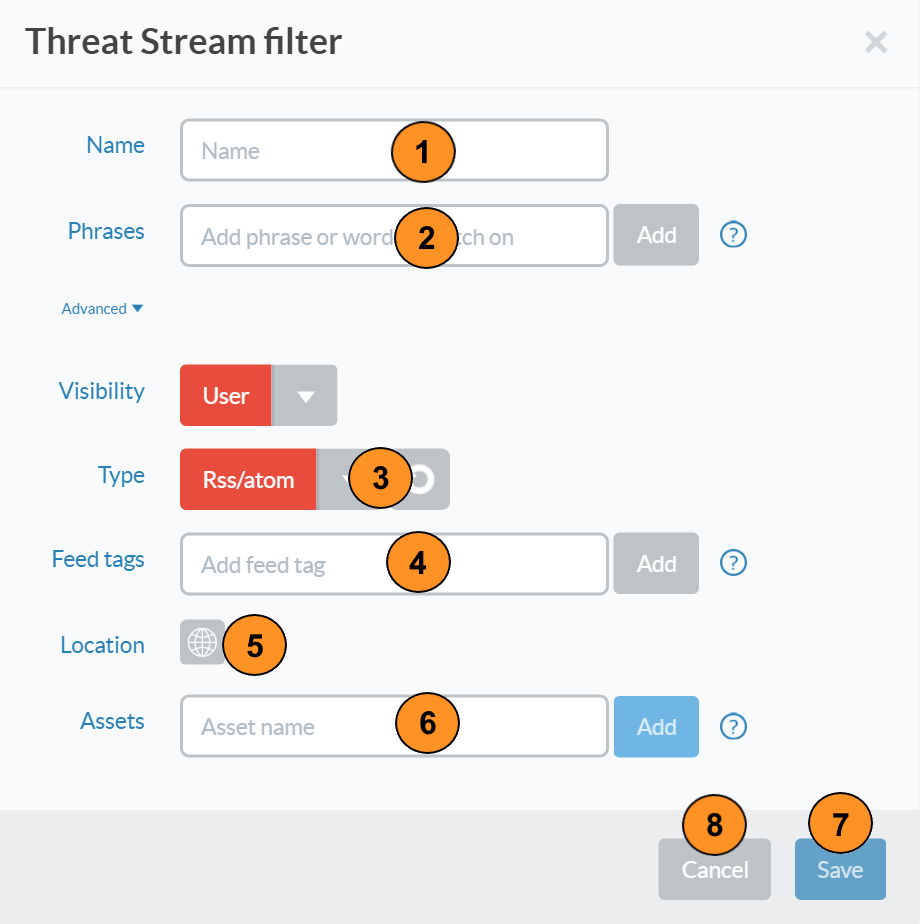 Threat Stream filter
Name Name 1
Phrases Add phrase or word 2 ch on Add ?
Advanced
Visibility User
Type Rss/atom 3
Feed tags Add feed tag 4 Add ?
Location 5
Assets Asset name 6 Add ?
8 7
Cancel Save